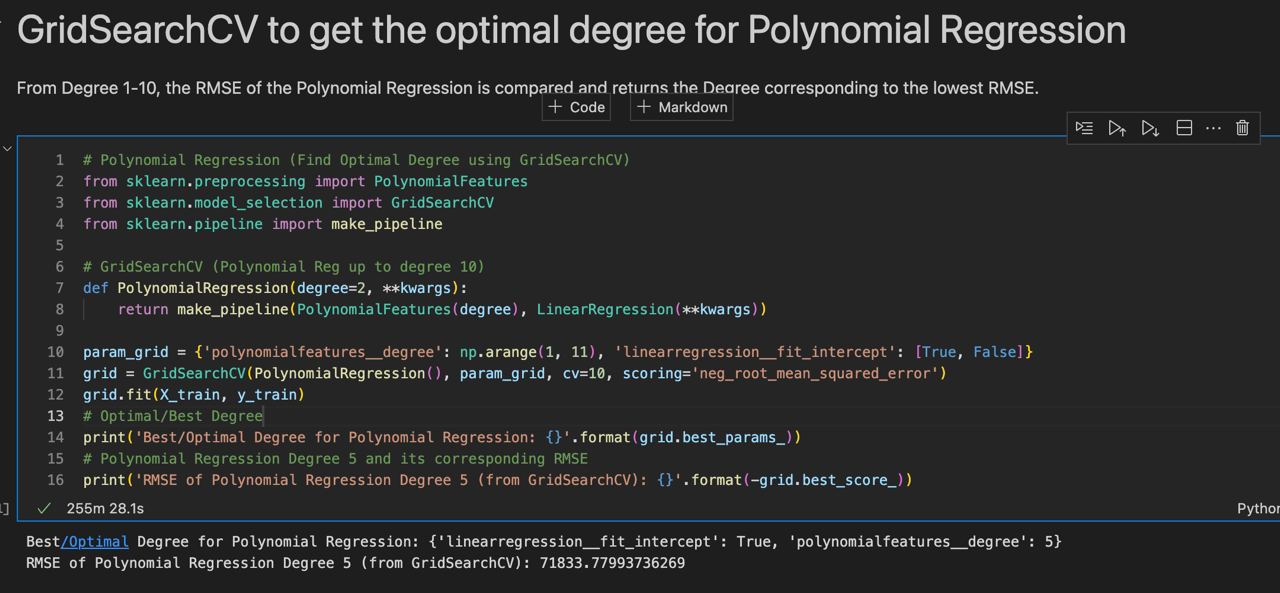 GridSearchCV to get the optimal degree for Polynomial Regression
From Degree 1-10, the RMSE of the Polynomial Regression is compared and returns the Degree corresponding to the lowest RMSE.
+ Code + Markdown
1 # Polynomial Regression (Find Optimal Degree using GridSearchCV)
2 from sklearn.preprocessing import PolynomialFeatures
3 from sklearn.model_selection import GridSearchCV
4 from sklearn.pipeline import make_pipeline
5
6 # GridSearchCV (Polynomial Reg up to degree 10)
7 def PolynomialRegression(degree=2, **kwargs):
8     return make_pipeline(PolynomialFeatures(degree), LinearRegression(**kwargs))
9
10 param_grid = {'polynomialfeatures__degree': np.arange(1, 11), 'linearregression__fit_intercept': [True, False]}
11 grid = GridSearchCV(PolynomialRegression(), param_grid, cv=10, scoring='neg_root_mean_squared_error')
12 grid.fit(X_train, y_train)
13 # Optimal/Best Degree
14 print('Best/Optimal Degree for Polynomial Regression: {}'.format(grid.best_params_))
15 # Polynomial Regression Degree 5 and its corresponding RMSE
16 print('RMSE of Polynomial Regression Degree 5 (from GridSearchCV): {}'.format(-grid.best_score_))
] ✓ 255m 28.1s Python
Best/Optimal Degree for Polynomial Regression: {'linearregression__fit_intercept': True, 'polynomialfeatures__degree': 5}
RMSE of Polynomial Regression Degree 5 (from GridSearchCV): 71833.77993736269